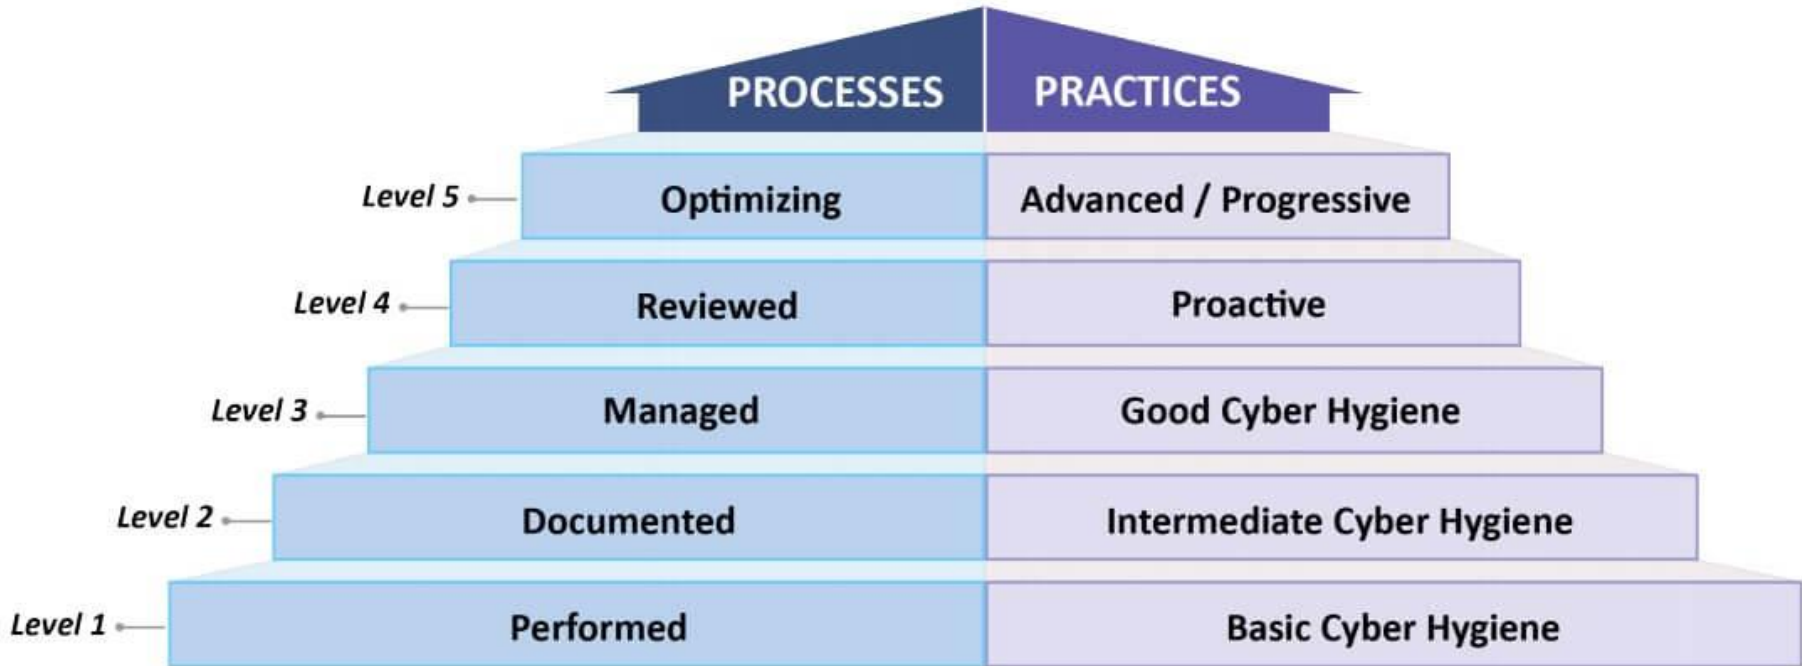 PROCESSES PRACTICES
Level 5 Optimizing Advanced / Progressive
Level 4 Reviewed Proactive
Level 3 Managed Good Cyber Hygiene
Level 2 Documented Intermediate Cyber Hygiene
Level 1 Performed Basic Cyber Hygiene